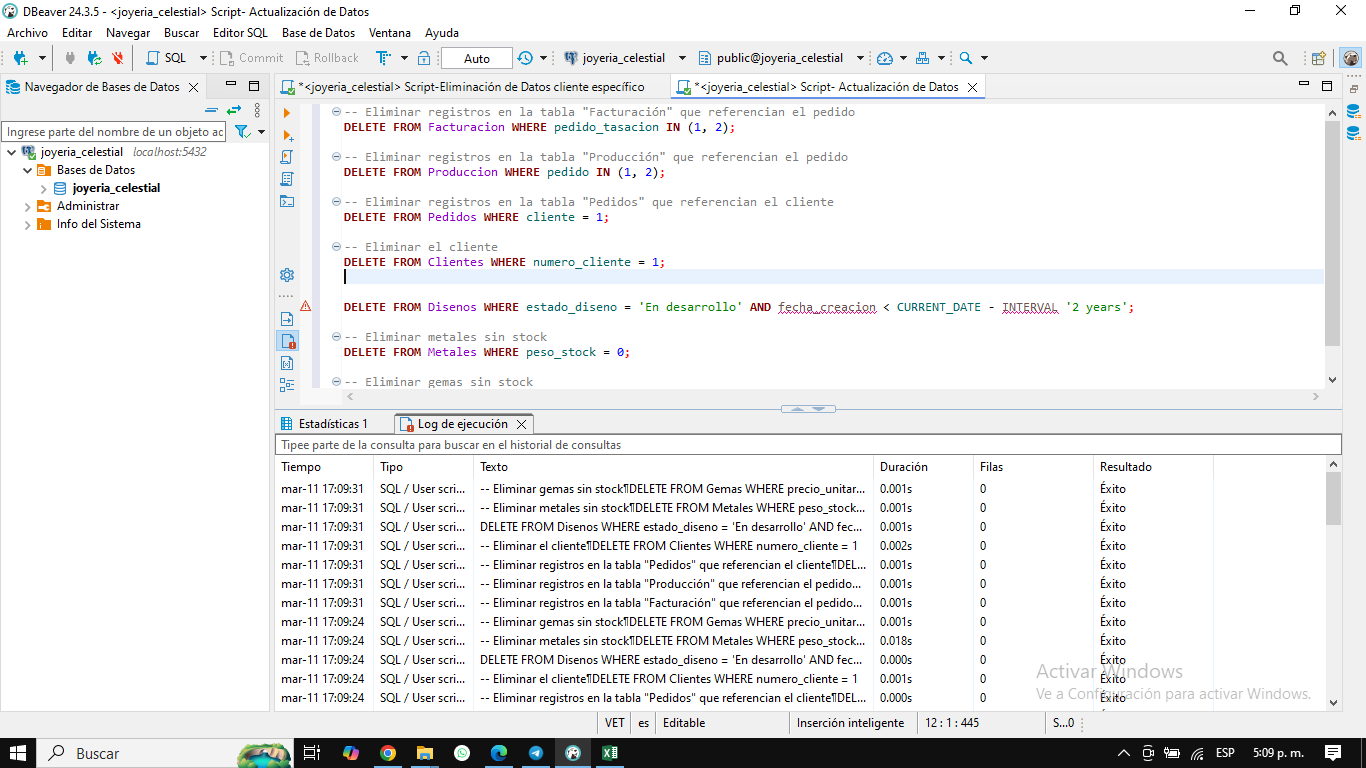 DBeaver 24.3.5 - <joyeria_celestial> Script- Actualización de Datos
Archivo Editar Navegar Buscar Editor SQL Base de Datos Ventana Ayuda
SQL Commit Rollback Auto joyeria_celestial public@joyeria_celestial
Navegador de Bases de Datos
Ingrese parte del nombre de un objeto ac
joyeria_celestial localhost:5432
Bases de Datos
joyeria_celestial
Administrar
Info del Sistema
*<joyeria_celestial> Script-Eliminación de Datos cliente específico
*<joyeria_celestial> Script- Actualización de Datos
-- Eliminar registros en la tabla "Facturación" que referencian el pedido
DELETE FROM Facturacion WHERE pedido_tasacion IN (1, 2);
-- Eliminar registros en la tabla "Producción" que referencian el pedido
DELETE FROM Produccion WHERE pedido IN (1, 2);
-- Eliminar registros en la tabla "Pedidos" que referencian el cliente
DELETE FROM Pedidos WHERE cliente = 1;
-- Eliminar el cliente
DELETE FROM Clientes WHERE numero_cliente = 1;
DELETE FROM Disenos WHERE estado_diseno = 'En desarrollo' AND fecha_creacion < CURRENT_DATE - INTERVAL '2 years';
-- Eliminar metales sin stock
DELETE FROM Metales WHERE peso_stock = 0;
-- Eliminar gemas sin stock
Estadísticas 1
Log de ejecución
Tipee parte de la consulta para buscar en el historial de consultas
Tiempo Tipo Texto Duración Filas Resultado
mar-11 17:09:31 SQL / User scri... -- Eliminar gemas sin stock¶DELETE FROM Gemas WHERE precio_unitar... 0.001s 0 Éxito
mar-11 17:09:31 SQL / User scri... -- Eliminar metales sin stock¶DELETE FROM Metales WHERE peso_stock... 0.001s 0 Éxito
mar-11 17:09:31 SQL / User scri... DELETE FROM Disenos WHERE estado_diseno = 'En desarrollo' AND fec... 0.001s 0 Éxito
mar-11 17:09:31 SQL / User scri... -- Eliminar el cliente¶DELETE FROM Clientes WHERE numero_cliente = 1 0.002s 0 Éxito
mar-11 17:09:31 SQL / User scri... -- Eliminar registros en la tabla "Pedidos" que referencian el cliente¶DEL... 0.001s 0 Éxito
mar-11 17:09:31 SQL / User scri... -- Eliminar registros en la tabla "Producción" que referencian el pedido... 0.001s 0 Éxito
mar-11 17:09:31 SQL / User scri... -- Eliminar registros en la tabla "Facturación" que referencian el pedido... 0.001s 0 Éxito
mar-11 17:09:24 SQL / User scri... -- Eliminar gemas sin stock¶DELETE FROM Gemas WHERE precio_unitar... 0.001s 0 Éxito
mar-11 17:09:24 SQL / User scri... -- Eliminar metales sin stock¶DELETE FROM Metales WHERE peso_stock... 0.018s 0 Éxito
mar-11 17:09:24 SQL / User scri... DELETE FROM Disenos WHERE estado_diseno = 'En desarrollo' AND fec... 0.000s 0 Éxito
mar-11 17:09:24 SQL / User scri... -- Eliminar el cliente¶DELETE FROM Clientes WHERE numero_cliente = 1 0.001s 0 Éxito
mar-11 17:09:24 SQL / User scri... -- Eliminar registros en la tabla "Pedidos" que referencian el cliente¶DEL... 0.000s 0 Éxito
Activar Windows
Ve a Configuración para activar Windows.
VET es Editable Inserción inteligente 12 : 1 : 445 S...0
Buscar
ESP 5:09 p. m.